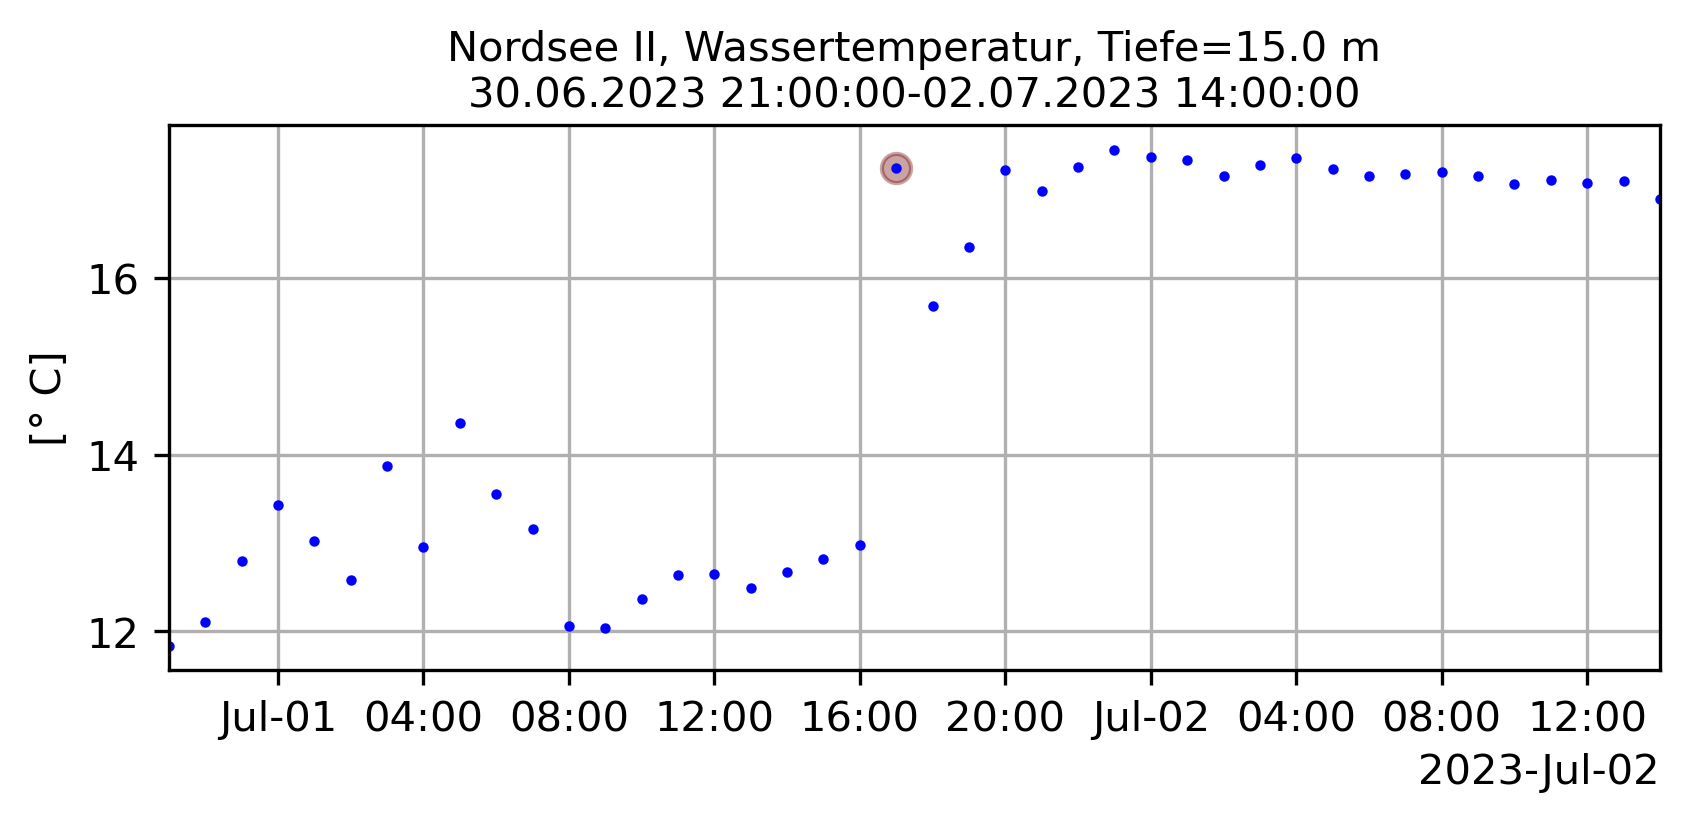 Nordsee II, Wassertemperatur, Tiefe=15.0 m
30.06.2023 21:00:00-02.07.2023 14:00:00
[° C]
16
14
12
Jul-01 04:00 08:00 12:00 16:00 20:00 Jul-02 04:00 08:00 12:00
2023-Jul-02